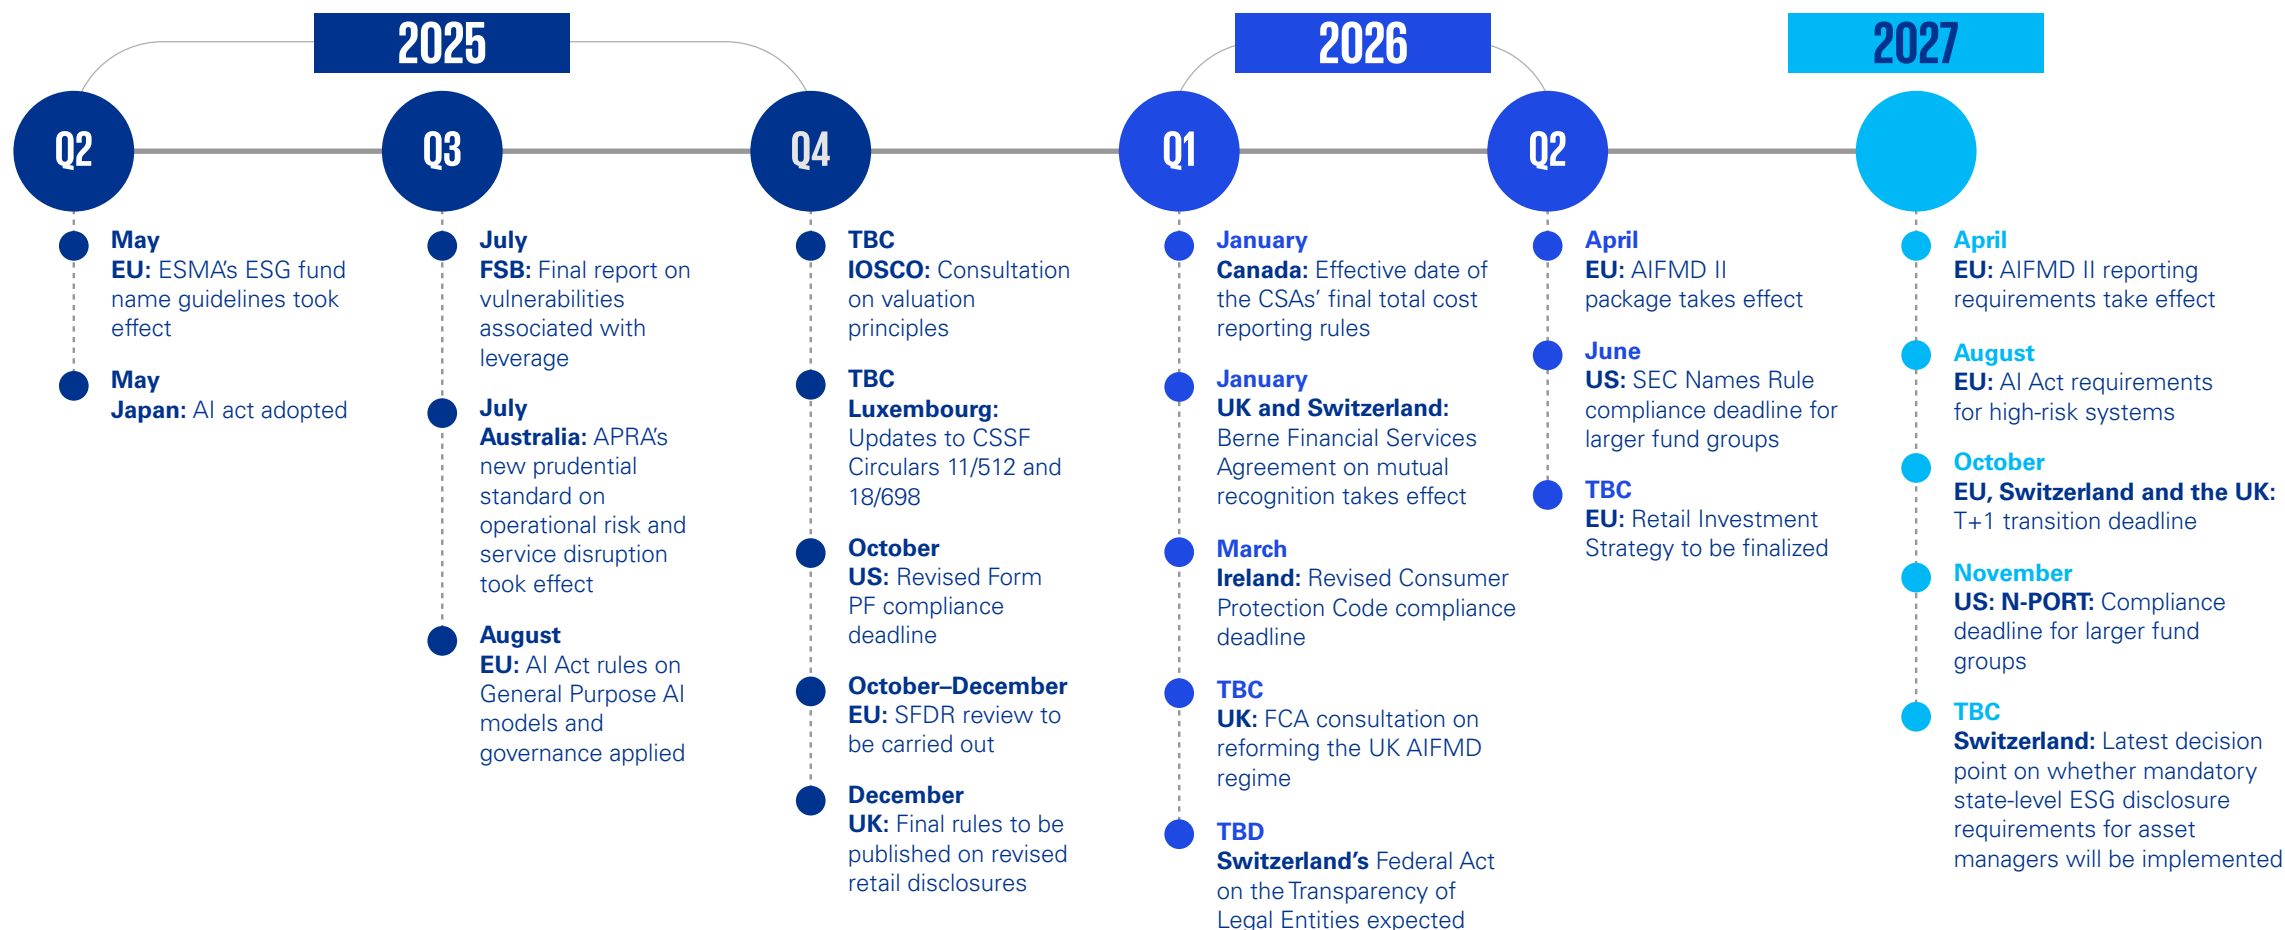 2025
2026
2027
Q2
Q3
Q4
Q1
Q2
May
EU: ESMA’s ESG fund
name guidelines took
effect
May
Japan: AI act adopted
July
FSB: Final report on
vulnerabilities
associated with
leverage
July
Australia: APRA’s
new prudential
standard on
operational risk and
service disruption
took effect
August
EU: AI Act rules on
General Purpose AI
models and
governance applied
TBC
IOSCO: Consultation
on valuation
principles
TBC
Luxembourg:
Updates to CSSF
Circulars 11/512 and
18/698
October
US: Revised Form
PF compliance
deadline
October–December
EU: SFDR review to
be carried out
December
UK: Final rules to be
published on revised
retail disclosures
January
Canada: Effective date of
the CSAs’ final total cost
reporting rules
January
UK and Switzerland:
Berne Financial Services
Agreement on mutual
recognition takes effect
March
Ireland: Revised Consumer
Protection Code compliance
deadline
TBC
UK: FCA consultation on
reforming the UK AIFMD
regime
TBD
Switzerland’s Federal Act
on the Transparency of
Legal Entities expected
April
EU: AIFMD II
package takes effect
June
US: SEC Names Rule
compliance deadline for
larger fund groups
TBC
EU: Retail Investment
Strategy to be finalized
April
EU: AIFMD II reporting
requirements take effect
August
EU: AI Act requirements
for high-risk systems
October
EU, Switzerland and the UK:
T+1 transition deadline
November
US: N-PORT: Compliance
deadline for larger fund
groups
TBC
Switzerland: Latest decision
point on whether mandatory
state-level ESG disclosure
requirements for asset
managers will be implemented